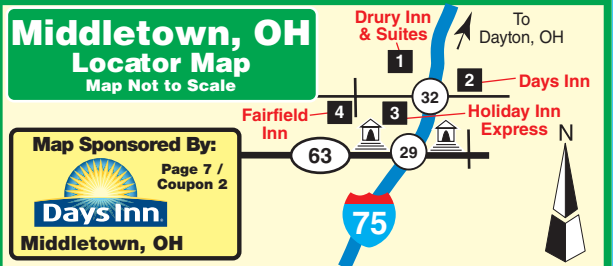 Middletown, OH
Locator Map
Map Not to Scale
Drury Inn
& Suites
1
To
Dayton, OH
2
Days Inn
32
Fairfield
Inn
4
3
Holiday Inn
Express
N
63
29
75
Map Sponsored By:
Page 7 /
Coupon 2
Days Inn
Middletown, OH